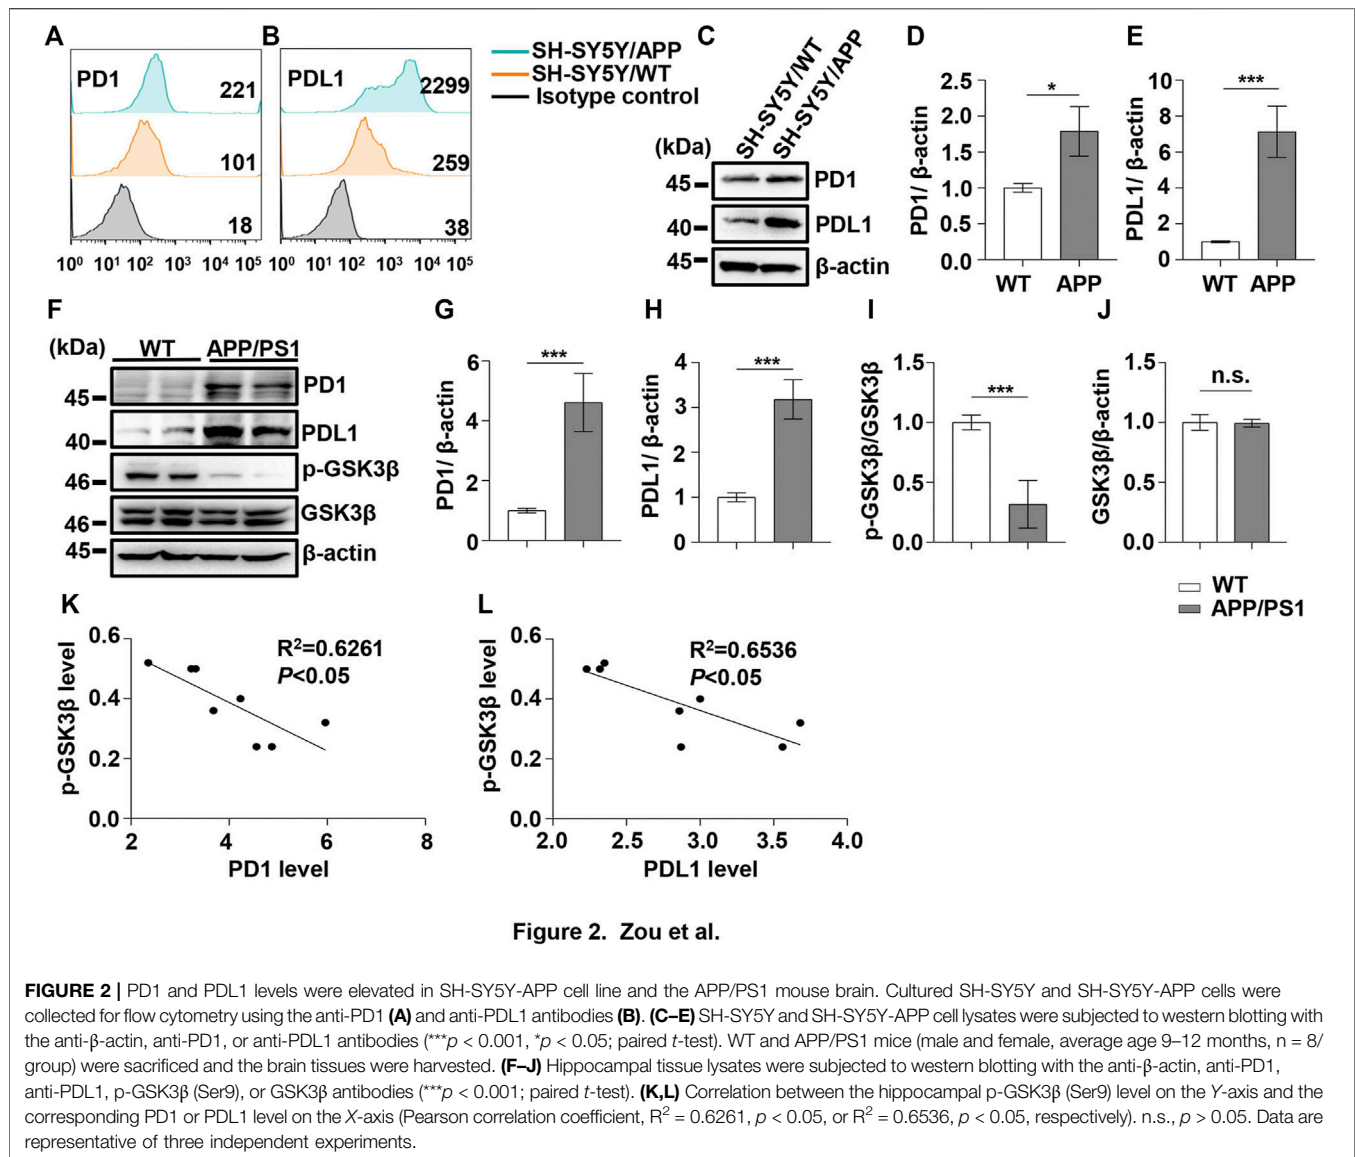 A
B
C
D
E
PD1
221
101
18
10⁰ 10¹ 10² 10³ 10⁴ 10⁵
PDL1
2299
259
38
10⁰ 10¹ 10² 10³ 10⁴ 10⁵
SH-SY5Y/APP
SH-SY5Y/WT
Isotype control
SH-SY5Y/WT
SH-SY5Y/APP
(kDa)
45 PD1
40 PDL1
45 β-actin
PD1/ β-actin
2.5
2.0
1.5
1.0
0.5
0.0
*
WT APP
PDL1/ β-actin
10
8
6
4
2
0
***
WT APP
F
G
H
I
J
(kDa) WT APP/PS1
45 PD1
40 PDL1
46 p-GSK3β
46 GSK3β
45 β-actin
PD1/ β-actin
6
4
2
0
***
PDL1/ β-actin
4
3
2
1
0
***
p-GSK3β/GSK3β
1.5
1.0
0.5
0.0
***
GSK3β/β-actin
1.5
1.0
0.5
0.0
n.s.
WT
APP/PS1
K
L
p-GSK3β level
0.6
0.4
0.2
0.0
R²=0.6261
P<0.05
2 4 6 8
PD1 level
p-GSK3β level
0.6
0.4
0.2
0.0
R²=0.6536
P<0.05
2.0 2.5 3.0 3.5 4.0
PDL1 level
Figure 2. Zou et al.
FIGURE 2 | PD1 and PDL1 levels were elevated in SH-SY5Y-APP cell line and the APP/PS1 mouse brain. Cultured SH-SY5Y and SH-SY5Y-APP cells were
collected for flow cytometry using the anti-PD1 (A) and anti-PDL1 antibodies (B). (C–E) SH-SY5Y and SH-SY5Y-APP cell lysates were subjected to western blotting with
the anti-β-actin, anti-PD1, or anti-PDL1 antibodies (***p < 0.001, *p < 0.05; paired t-test). WT and APP/PS1 mice (male and female, average age 9–12 months, n = 8/
group) were sacrificed and the brain tissues were harvested. (F–J) Hippocampal tissue lysates were subjected to western blotting with the anti-β-actin, anti-PD1,
anti-PDL1, p-GSK3β (Ser9), or GSK3β antibodies (***p < 0.001; paired t-test). (K,L) Correlation between the hippocampal p-GSK3β (Ser9) level on the Y-axis and the
corresponding PD1 or PDL1 level on the X-axis (Pearson correlation coefficient, R² = 0.6261, p < 0.05, or R² = 0.6536, p < 0.05, respectively). n.s., p > 0.05. Data are
representative of three independent experiments.